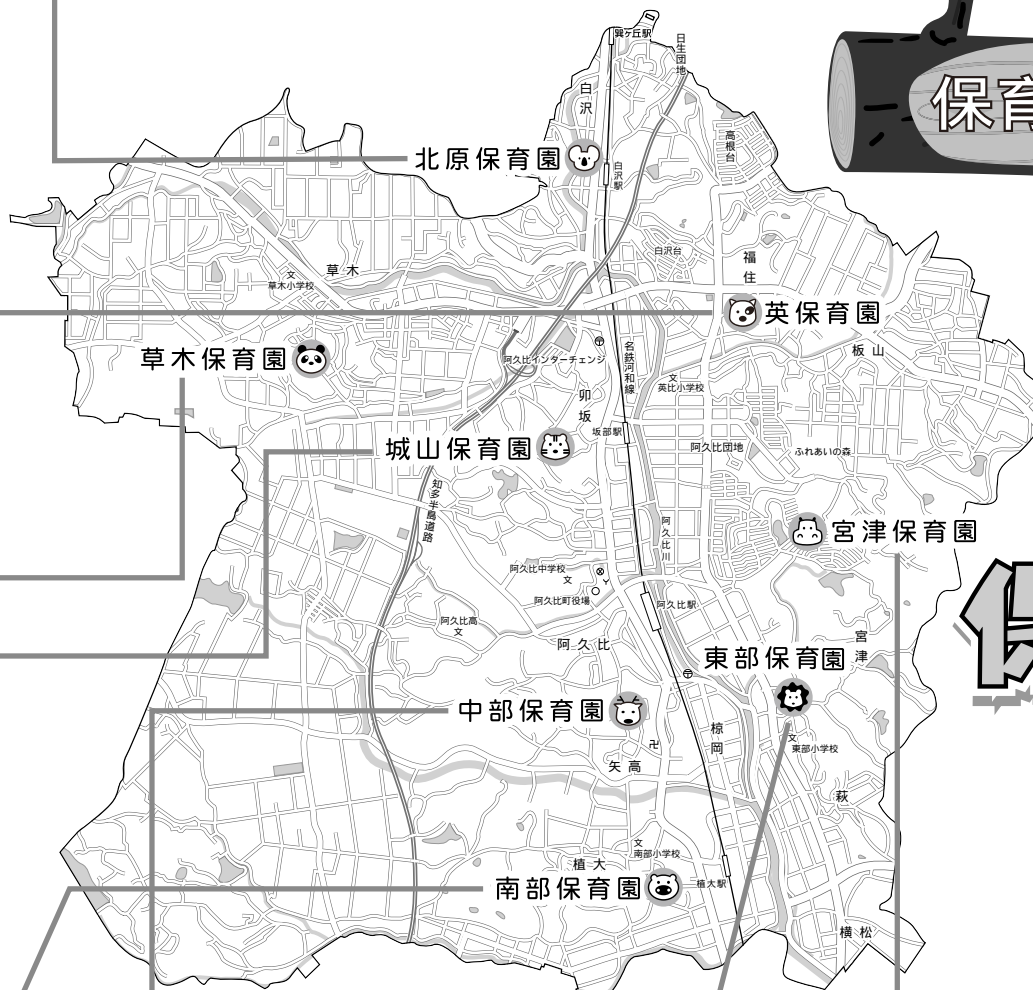 巽ヶ丘駅
日生団地
保育
白沢
高根台
北原保育園
白沢駅
白沢台
福住
草木
文
草木小学校
英保育園
板山
草木保育園
阿久比インターチェンジ
名鉄河和線
文
英比小学校
卯坂
坂部駅
城山保育園
阿久比団地
ふれあいの森
知多半島道路
阿久比川
宮津保育園
阿久比中学校
文
阿久比町役場
阿久比駅
阿久比高
文
阿久比
宮津
東部保育園
中部保育園
椋岡
文
東部小学校
卍
矢高
萩
文
南部小学校
植大
南部保育園
植大駅
横松